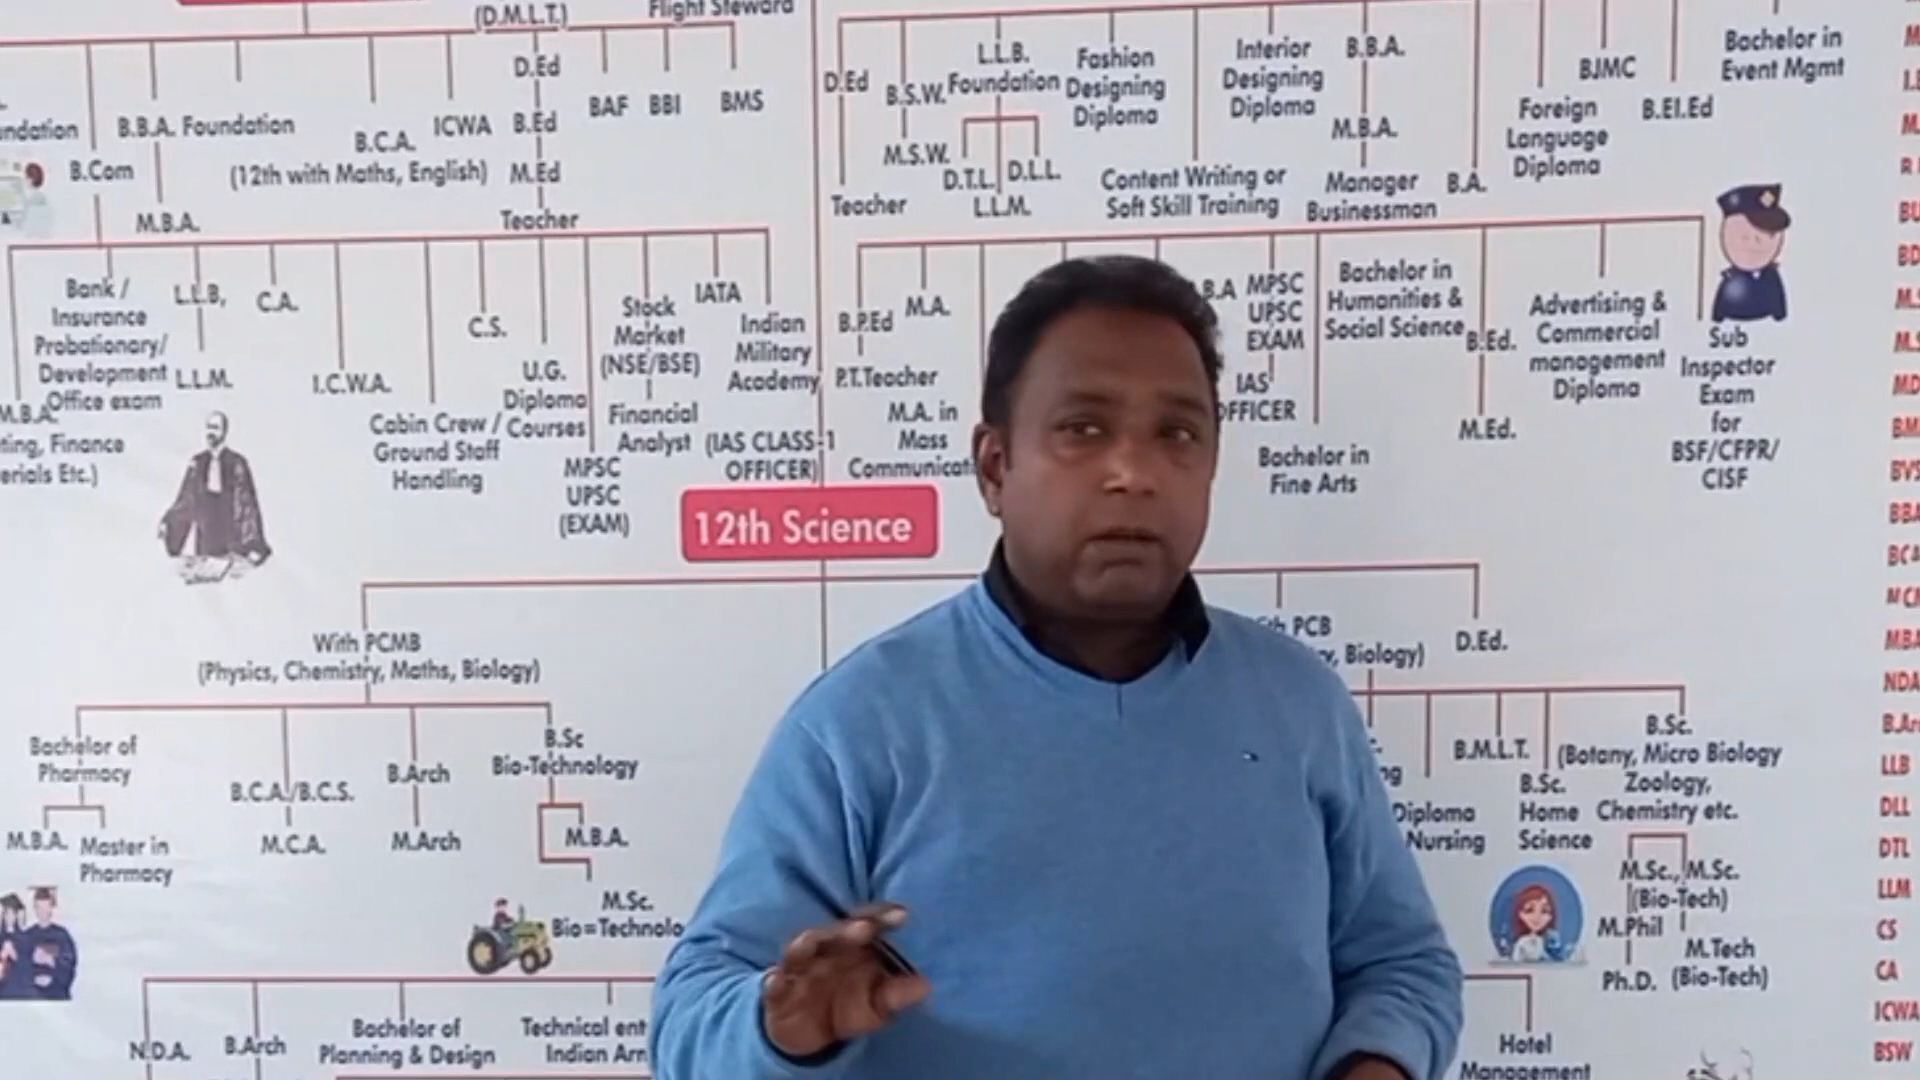 (D.M.L.T.)
Flight Steward
D.Ed
BAF
BBI
BMS
B.B.A. Foundation
B.C.A.
ICWA
B.Ed
B.Com
(12th with Maths, English)
M.Ed
M.B.A.
Teacher
Bank /
Insurance
Probationary/
Development
Office exam
L.L.B,
L.L.M.
C.A.
I.C.W.A.
C.S.
Cabin Crew /
Ground Staff
Handling
U.G.
Diploma
Courses
MPSC
UPSC
(EXAM)
Stock
Market
(NSE/BSE)
Financial
Analyst
IATA
Indian
Military
Academy
(IAS CLASS-1
OFFICER)
M.B.A.
D.Ed
Teacher
B.S.W.
M.S.W.
L.L.B.
Foundation
D.T.L.
D.L.L.
L.L.M.
Fashion
Designing
Diploma
Content Writing or
Soft Skill Training
Interior
Designing
Diploma
B.B.A.
M.B.A.
Manager
Businessman
B.A.
Foreign
Language
Diploma
BJMC
B.El.Ed
Bachelor in
Event Mgmt
B.P.Ed
P.T.Teacher
M.A.
M.A. in
Mass
B.A
MPSC
UPSC
EXAM
IAS
Bachelor in
Humanities &
Social Science
Bachelor in
Fine Arts
B.Ed.
M.Ed.
Advertising &
Commercial
management
Diploma
Sub
Inspector
Exam
for
BSF/CFPR/
CISF
12th Science
With PCMB
(Physics, Chemistry, Maths, Biology)
Bachelor of
Pharmacy
M.B.A.
Master in
Pharmacy
B.C.A./B.C.S.
M.C.A.
B.Arch
M.Arch
B.Sc
Bio-Technology
M.B.A.
M.Sc.
N.D.A.
B.Arch
Bachelor of
Planning & Design
Technical
Indian
PCB
Biology)
D.Ed.
Diploma
Nursing
B.M.L.T.
B.Sc.
Home
Science
B.Sc.
(Botany, Micro Biology
Zoology,
Chemistry etc.
M.Sc., M.Sc.
(Bio-Tech)
M.Phil
Ph.D.
M.Tech
(Bio-Tech)
Hotel
Management
NDA
LLB
DLL
DTL
LLM
CS
CA
ICWA
BSW